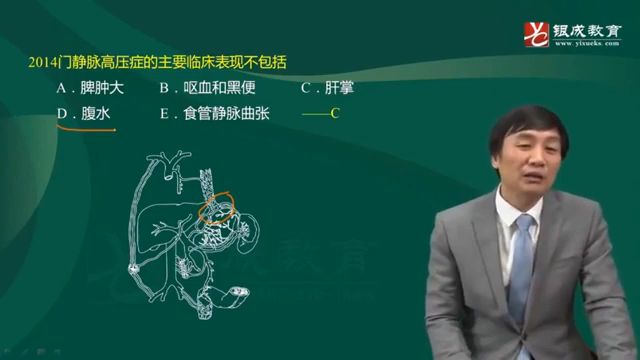 银成教育
www.yixueks.com
2014门静脉高压症的主要临床表现不包括
A．脾肿大 B．呕血和黑便 C．肝掌
D．腹水 E．食管静脉曲张 ——C
银成教育